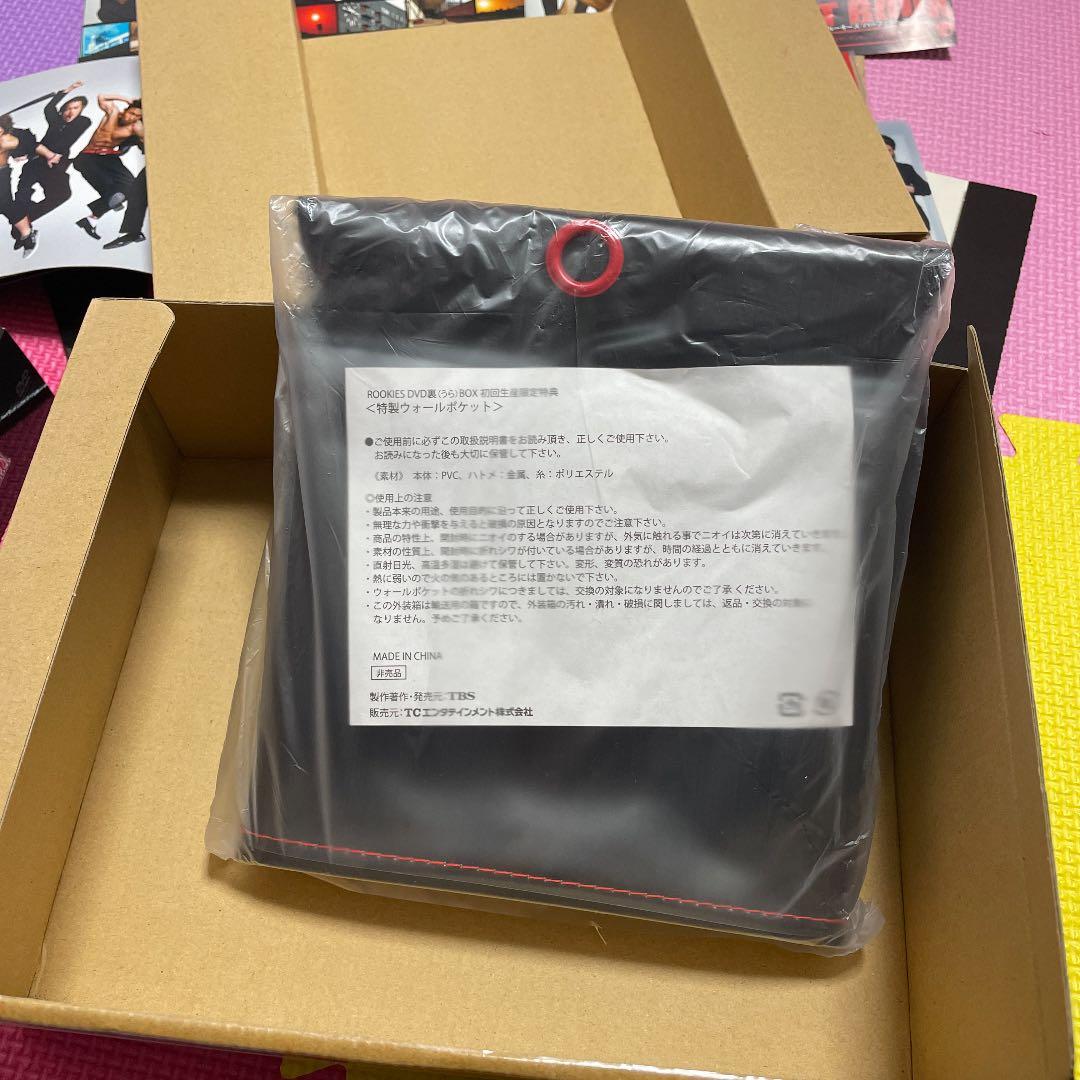 ROOKIES DVD裏(うら)BOX 初回生産限定特典
＜特製ウォールポケット＞
●ご使用前に必ずこの取扱説明書をお読み頂き、正しくご使用下さい。
お読みになった後も大切に保管して下さい。
《素材》 本体：PVC、ハトメ：金属、糸：ポリエステル
◎使用上の注意
・製品本来の用途、使用目的に沿って正しくご使用下さい。
・無理な力や衝撃を与えると破損の原因となりますのでご注意下さい。
・商品の特性上、開封時にニオイのする場合がありますが、外気に触れる事でニオイは次第に消えていきます。
・素材の性質上、開封時に折れシワが付いている場合がありますが、時間の経過とともに消えていきます。
・直射日光、高温多湿は避けて保管して下さい。変形、変質の恐れがあります。
・熱に弱いので火の気のあるところには置かないで下さい。
・ウォールポケットの折れシワにつきましては、交換の対象になりませんのでご了承ください。
・この外装箱は輸送用の箱ですので、外装箱の汚れ・潰れ・破損に関しましては、返品・交換の対象に
なりません。予めご了承ください。
MADE IN CHINA
非売品
製作著作・発売元：TBS
販売元：TCエンタテインメント株式会社